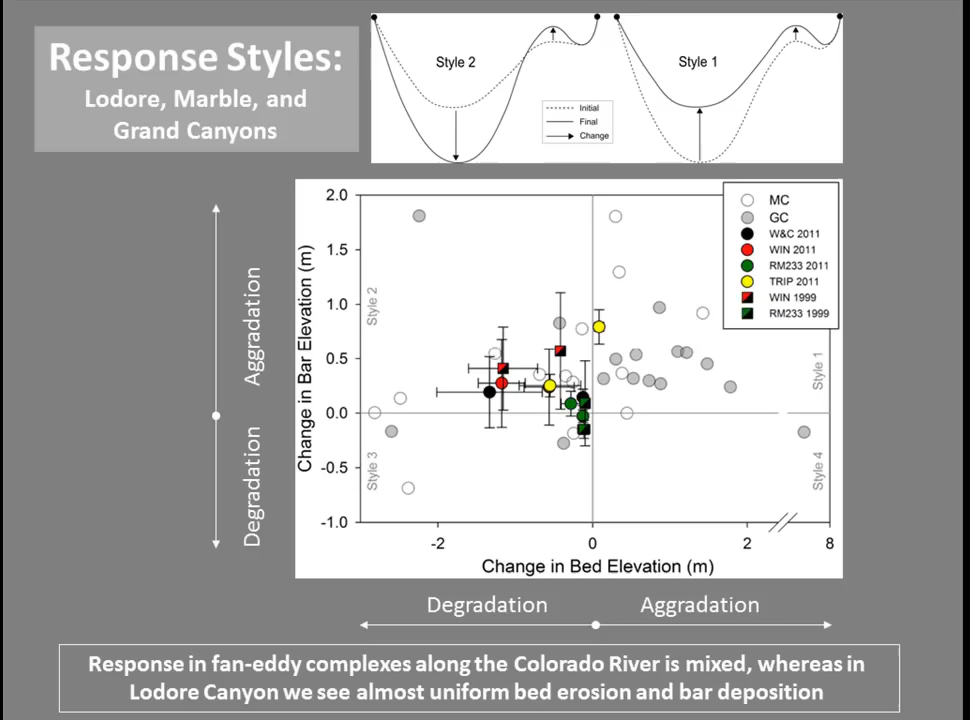 Response Styles:
Lodore, Marble, and
Grand Canyons
Style 2
Style 1
Initial
Final
Change
Aggradation
Degradation
Change in Bar Elevation (m)
2.0
1.5
1.0
0.5
0.0
-0.5
-1.0
Style 2
Style 3
Style 1
Style 4
MC
GC
W&C 2011
WIN 2011
RM233 2011
TRIP 2011
WIN 1999
RM233 1999
-2
0
2
8
Change in Bed Elevation (m)
Degradation
Aggradation
Response in fan-eddy complexes along the Colorado River is mixed, whereas in
Lodore Canyon we see almost uniform bed erosion and bar deposition